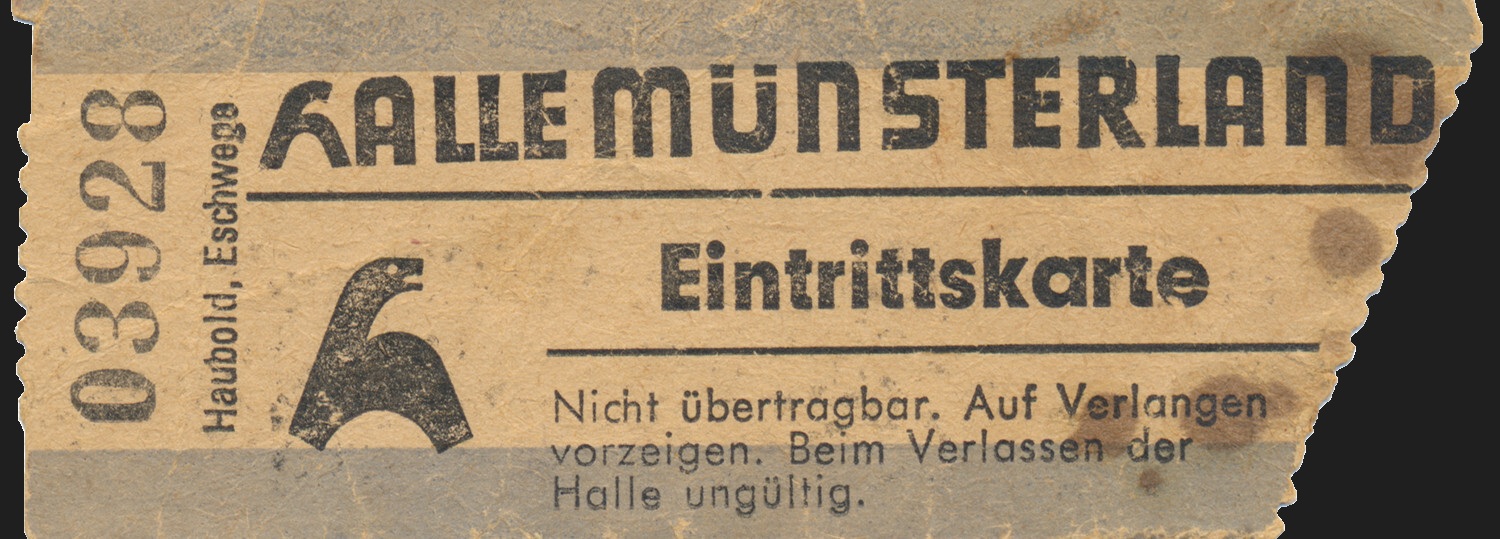 03928
Haubold, Eschwege
HALLE MÜNSTERLAND
Eintrittskarte
Nicht übertragbar. Auf Verlangen
vorzeigen. Beim Verlassen der
Halle ungültig.